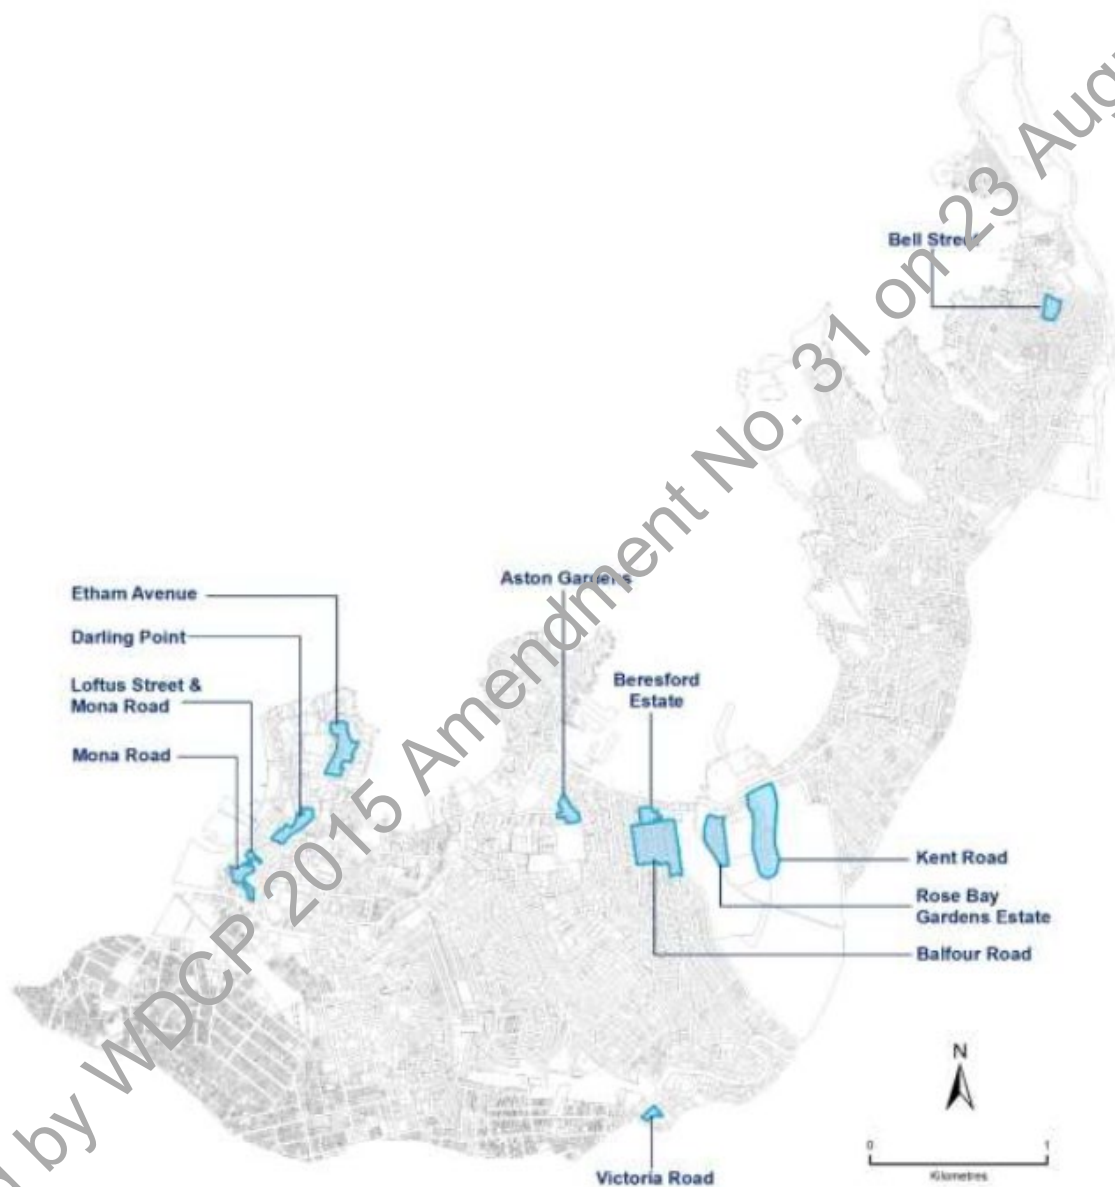 Bell Street
by WDCP 2015 Amendment No. 31 on 23
Etham Avenue
Aston Gardens
Darling Point
Loftus Street &
Mona Road
Beresford
Estate
Mona Road
Kent Road
Rose Bay
Gardens Estate
Balfour Road
N
0 1
Kilometres
Victoria Road